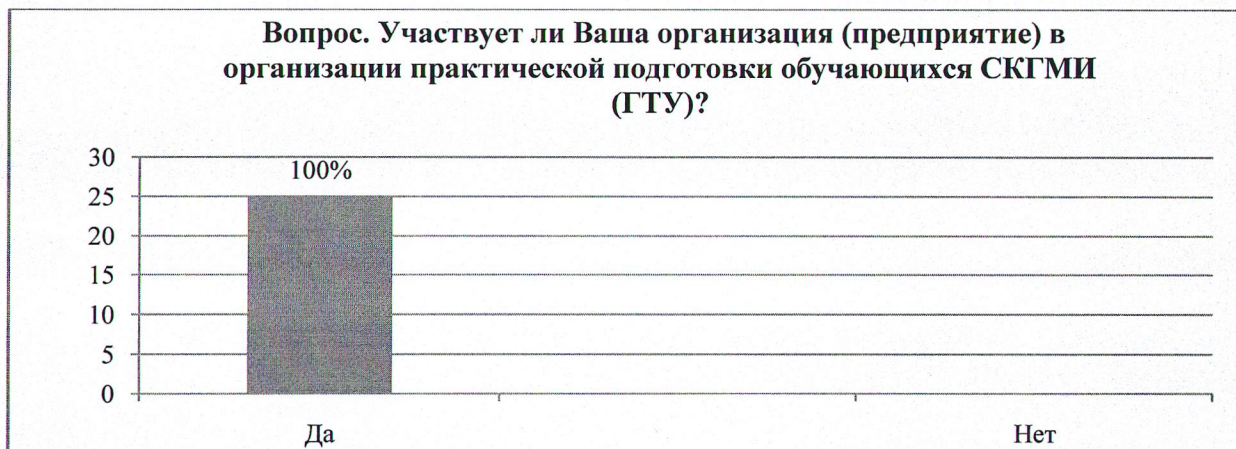 Вопрос. Участвует ли Ваша организация (предприятие) в
организации практической подготовки обучающихся СКГМИ
(ГТУ)?
30
25
20
15
10
5
0
100%
Да
Нет